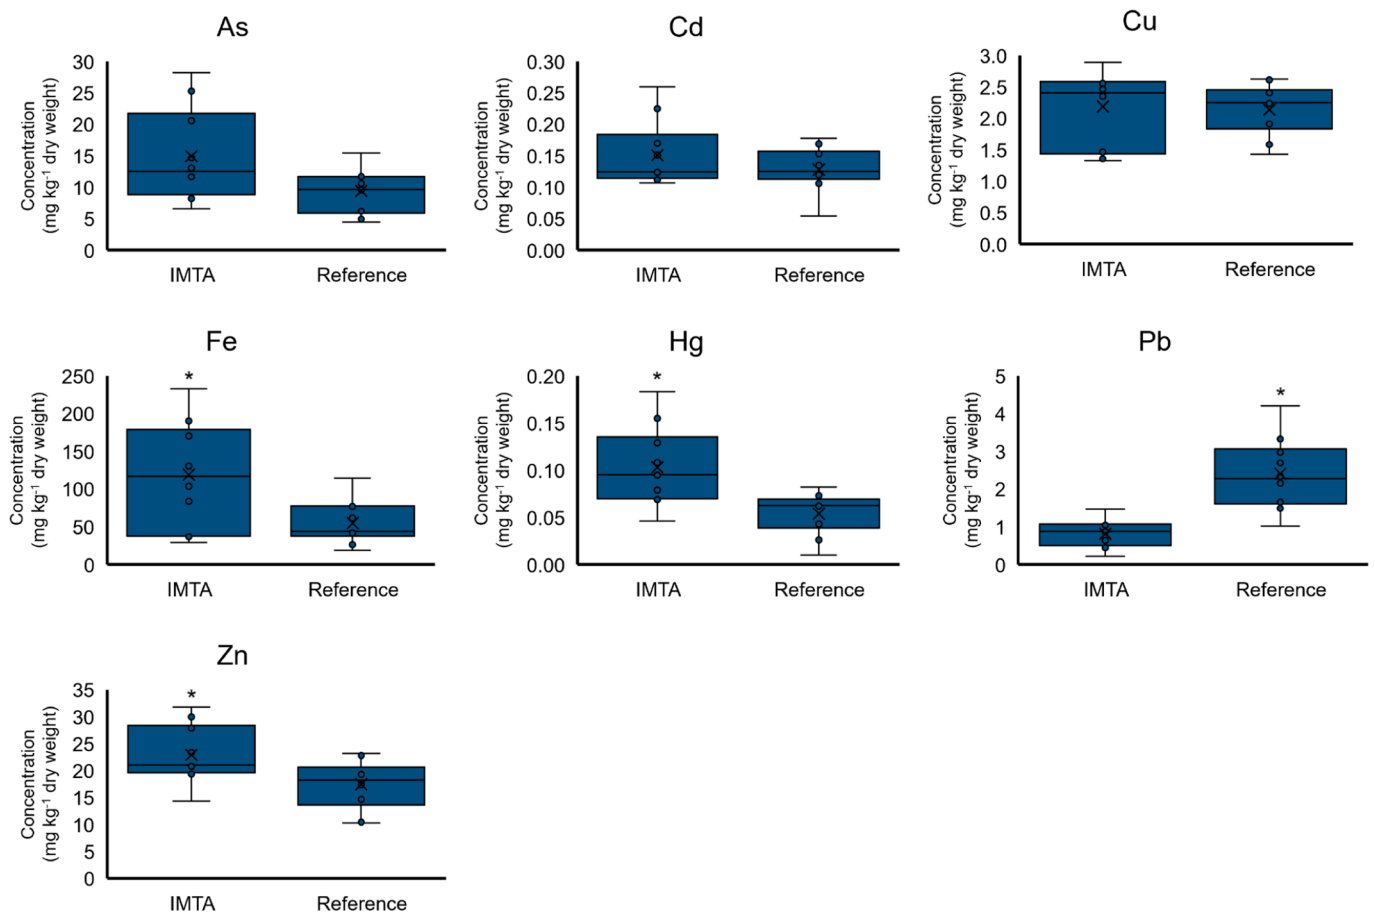 As
Concentration
(mg kg⁻¹ dry weight)
30
25
20
15
10
5
0
IMTA
Reference
Cd
Concentration
(mg kg⁻¹ dry weight)
0.30
0.25
0.20
0.15
0.10
0.05
0.00
IMTA
Reference
Cu
Concentration
(mg kg⁻¹ dry weight)
3.0
2.5
2.0
1.5
1.0
0.5
0.0
IMTA
Reference
Fe
Concentration
(mg kg⁻¹ dry weight)
250
200
150
100
50
0
*
IMTA
Reference
Hg
Concentration
(mg kg⁻¹ dry weight)
0.20
0.15
0.10
0.05
0.00
*
IMTA
Reference
Pb
Concentration
(mg kg⁻¹ dry weight)
5
4
3
2
1
0
*
IMTA
Reference
Zn
Concentration
(mg kg⁻¹ dry weight)
35
30
25
20
15
10
5
0
*
IMTA
Reference